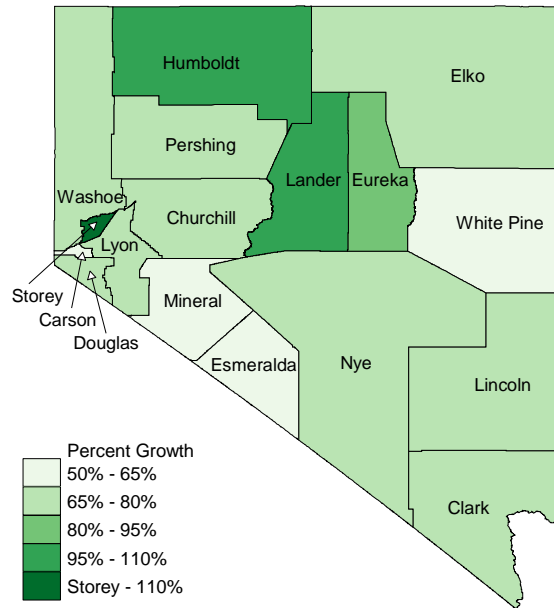 Humboldt
Elko
Pershing
Lander
Eureka
Washoe
Churchill
White Pine
Lyon
Storey
Mineral
Carson
Douglas
Esmeralda
Nye
Lincoln
Clark
Percent Growth
50% - 65%
65% - 80%
80% - 95%
95% - 110%
Storey - 110%